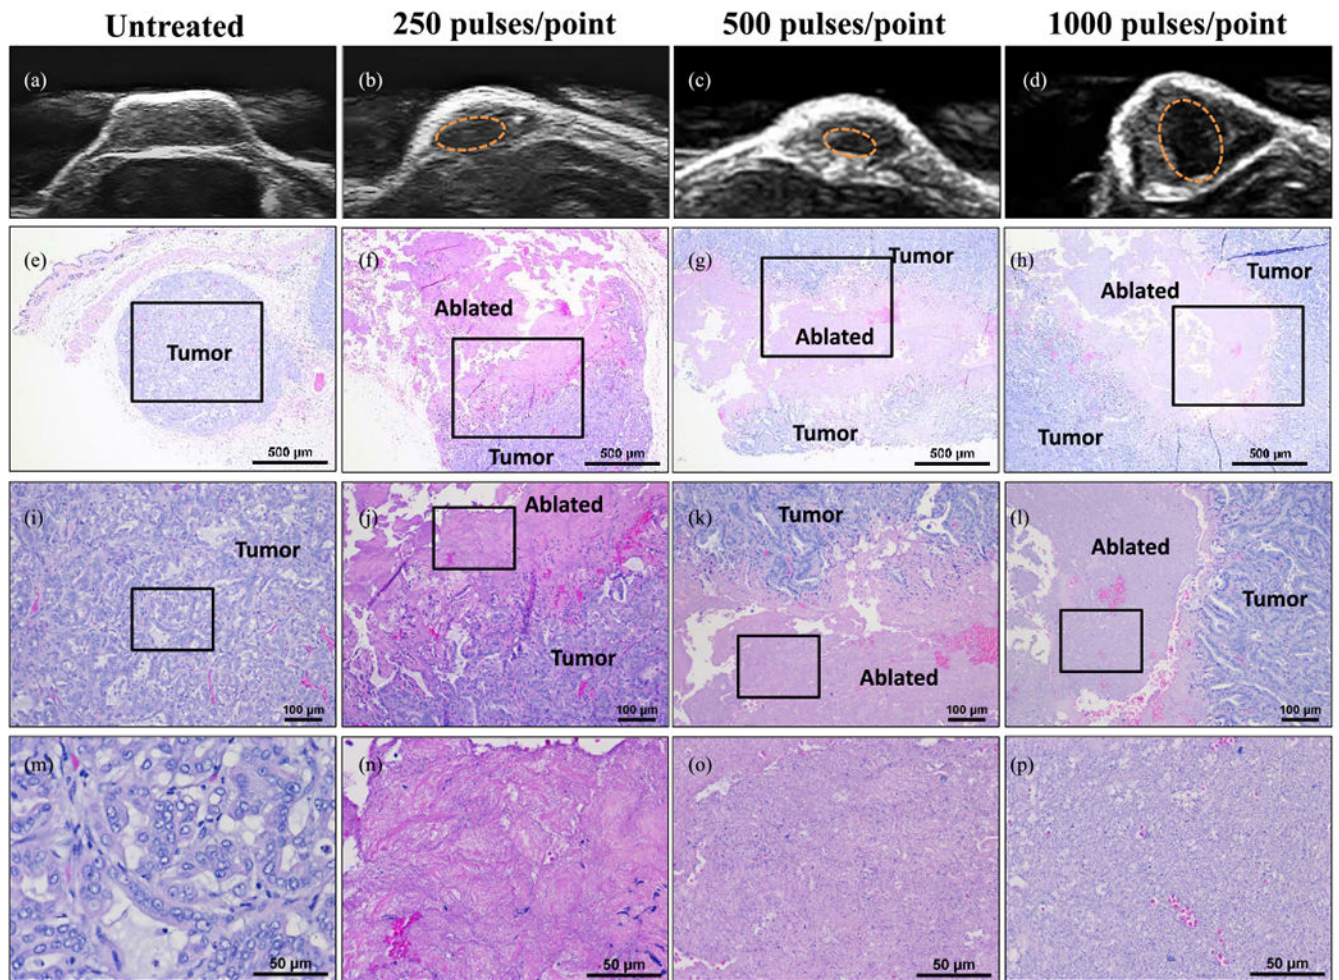 Untreated 250 pulses/point 500 pulses/point 1000 pulses/point
(a) (b) (c) (d)
(e) (f) (g) (h)
Tumor Tumor
Ablated Ablated
Tumor Ablated
Tumor Tumor
Tumor
500 µm 500 µm 500 µm 500 µm
(i) (j) (k) (l)
Ablated
Tumor Tumor
Ablated
Tumor
Tumor
Ablated
100 µm 100 µm 100 µm 100 µm
(m) (n) (o) (p)
50 µm 50 µm 50 µm 50 µm